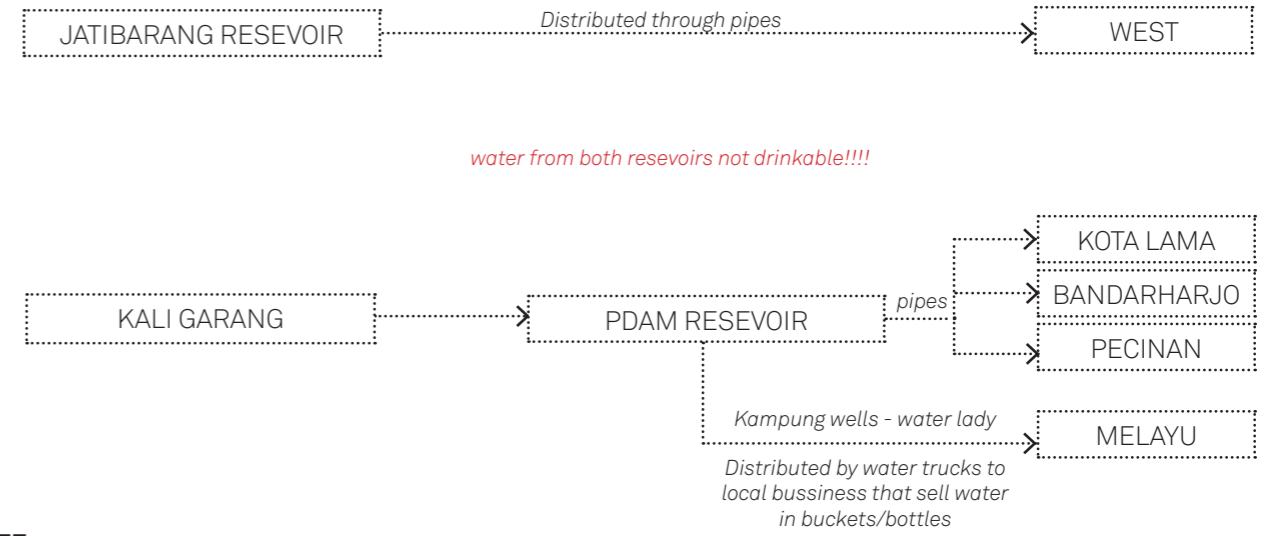 Distributed through pipes
JATIBARANG RESEVOIR
WEST
water from both resevoirs not drinkable!!!!
KOTA LAMA
BANDARHARJO
PECINAN
pipes
KALI GARANG
PDAM RESEVOIR
Kampung wells - water lady
MELAYU
Distributed by water trucks to
local bussiness that sell water
in buckets/bottles